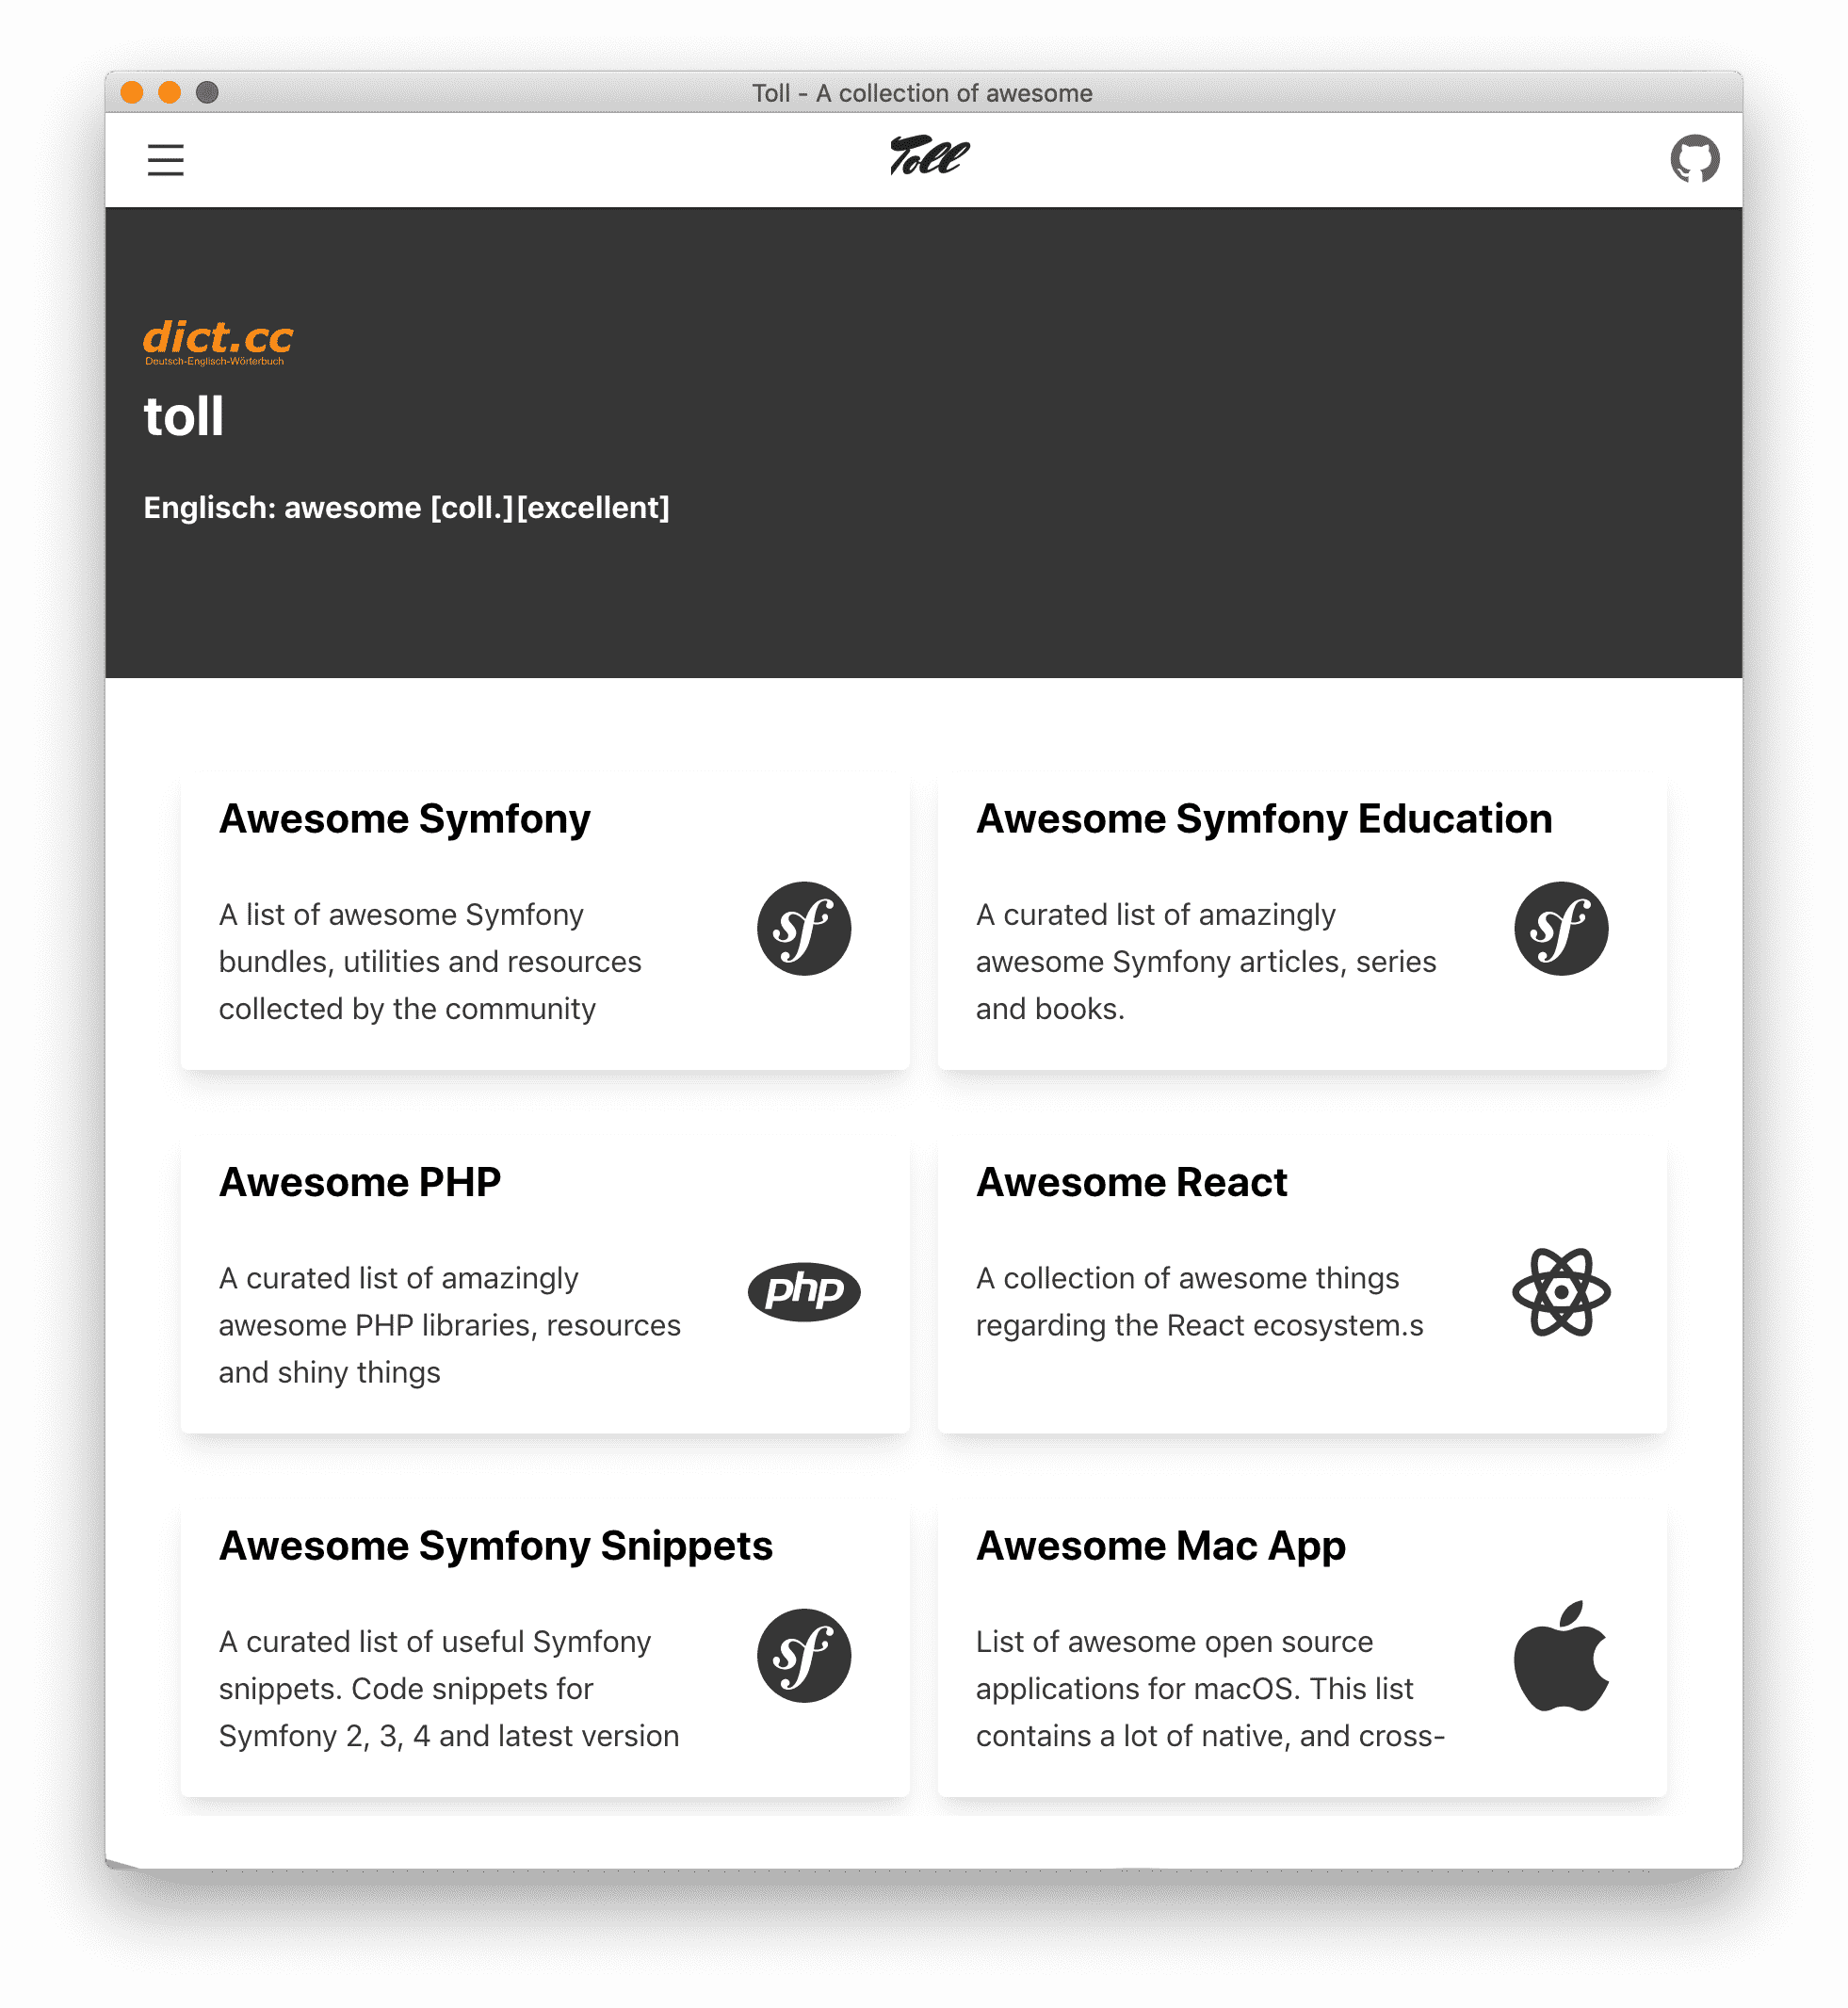 Toll - A collection of awesome
Toll
dict.cc
Deutsch-Englisch-Wörterbuch
toll
Englisch: awesome [coll.][excellent]
Awesome Symfony
A list of awesome Symfony
bundles, utilities and resources
collected by the community
sf
Awesome Symfony Education
A curated list of amazingly
awesome Symfony articles, series
and books.
sf
Awesome PHP
A curated list of amazingly
awesome PHP libraries, resources
and shiny things
php
Awesome React
A collection of awesome things
regarding the React ecosystem.s
Awesome Symfony Snippets
A curated list of useful Symfony
snippets. Code snippets for
Symfony 2, 3, 4 and latest version
sf
Awesome Mac App
List of awesome open source
applications for macOS. This list
contains a lot of native, and cross-